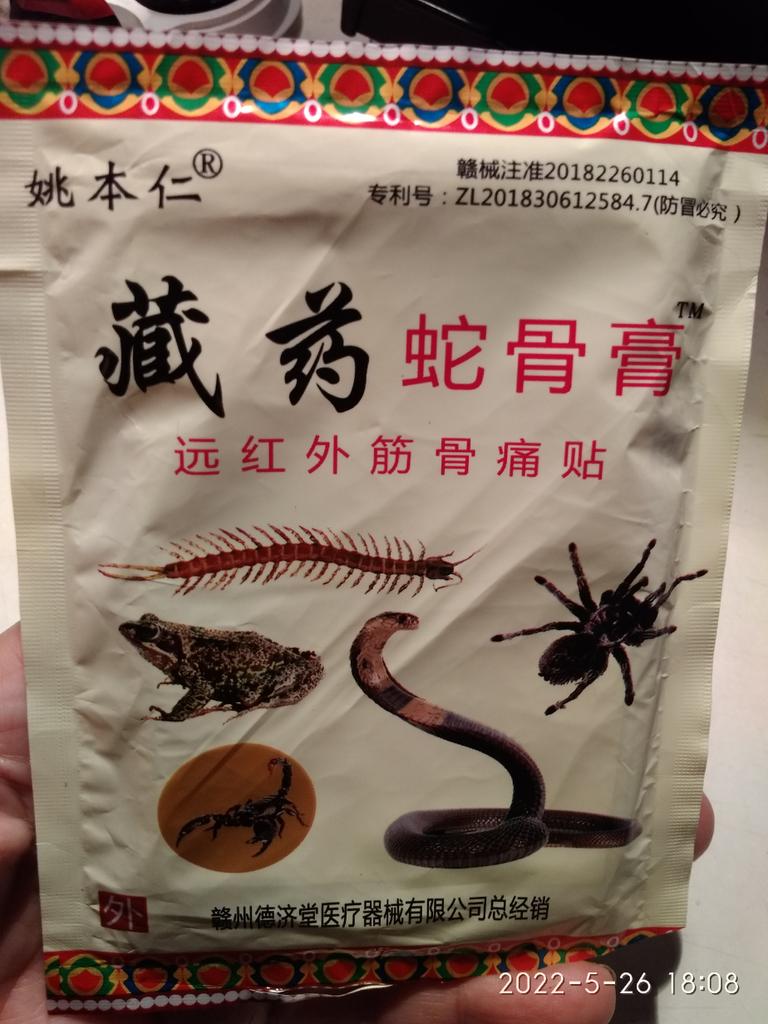 姚本仁®
赣械注准20182260114
专利号：ZL201830612584.7(防冒必究）
藏药蛇骨膏™
远红外筋骨痛贴
外
赣州德济堂医疗器械有限公司总经销
2022-5-26 18:08